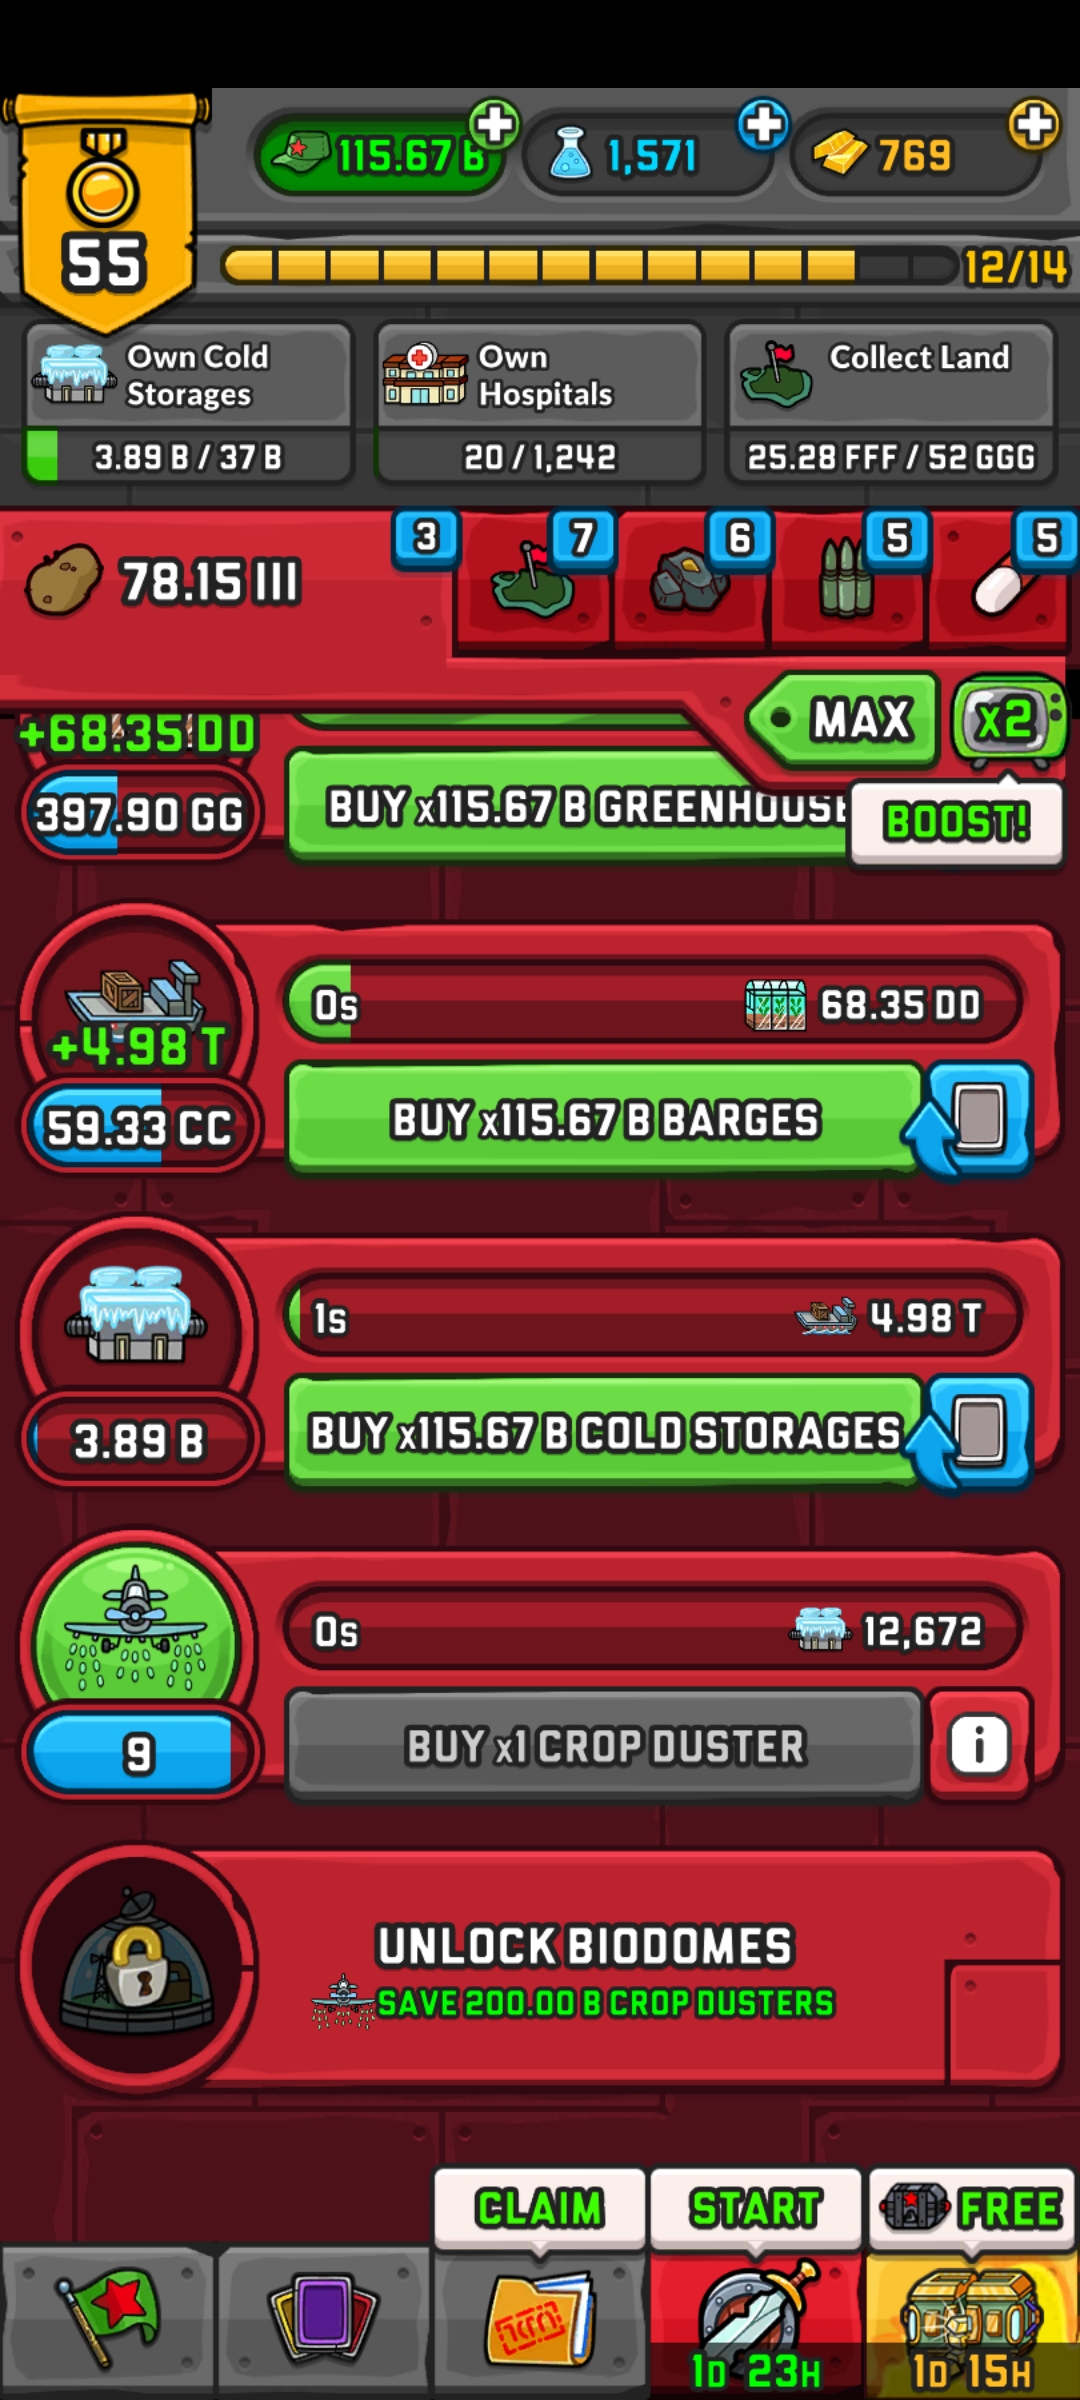 115.67 B
1,571
769
55
12/14
Own Cold
Storages
3.89 B / 37 B
Own
Hospitals
20 / 1,242
Collect Land
25.28 FFF / 52 GGG
78.15 III
3
7
6
5
5
MAX
x2
BOOST!
+68.35 DD
397.90 GG
BUY x115.67 B GREENHOUSE
+4.98 T
59.33 CC
0s
68.35 DD
BUY x115.67 B BARGES
3.89 B
1s
4.98 T
BUY x115.67 B COLD STORAGES
9
0s
12,672
BUY x1 CROP DUSTER
i
UNLOCK BIODOMES
SAVE 200.00 B CROP DUSTERS
CLAIM
START
FREE
1D 23H
1D 15H